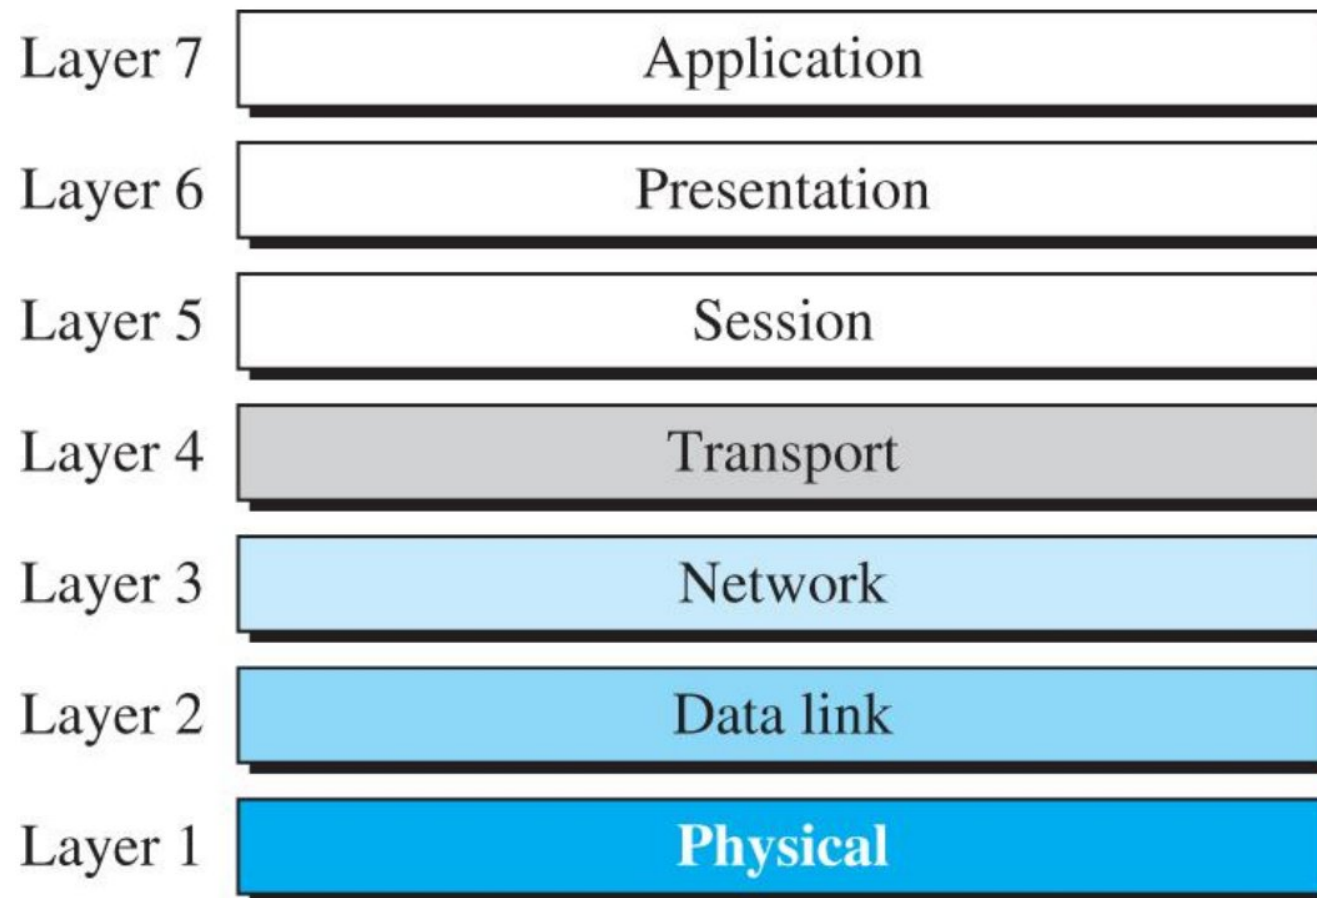 Layer 7 Application
Layer 6 Presentation
Layer 5 Session
Layer 4 Transport
Layer 3 Network
Layer 2 Data link
Layer 1 Physical